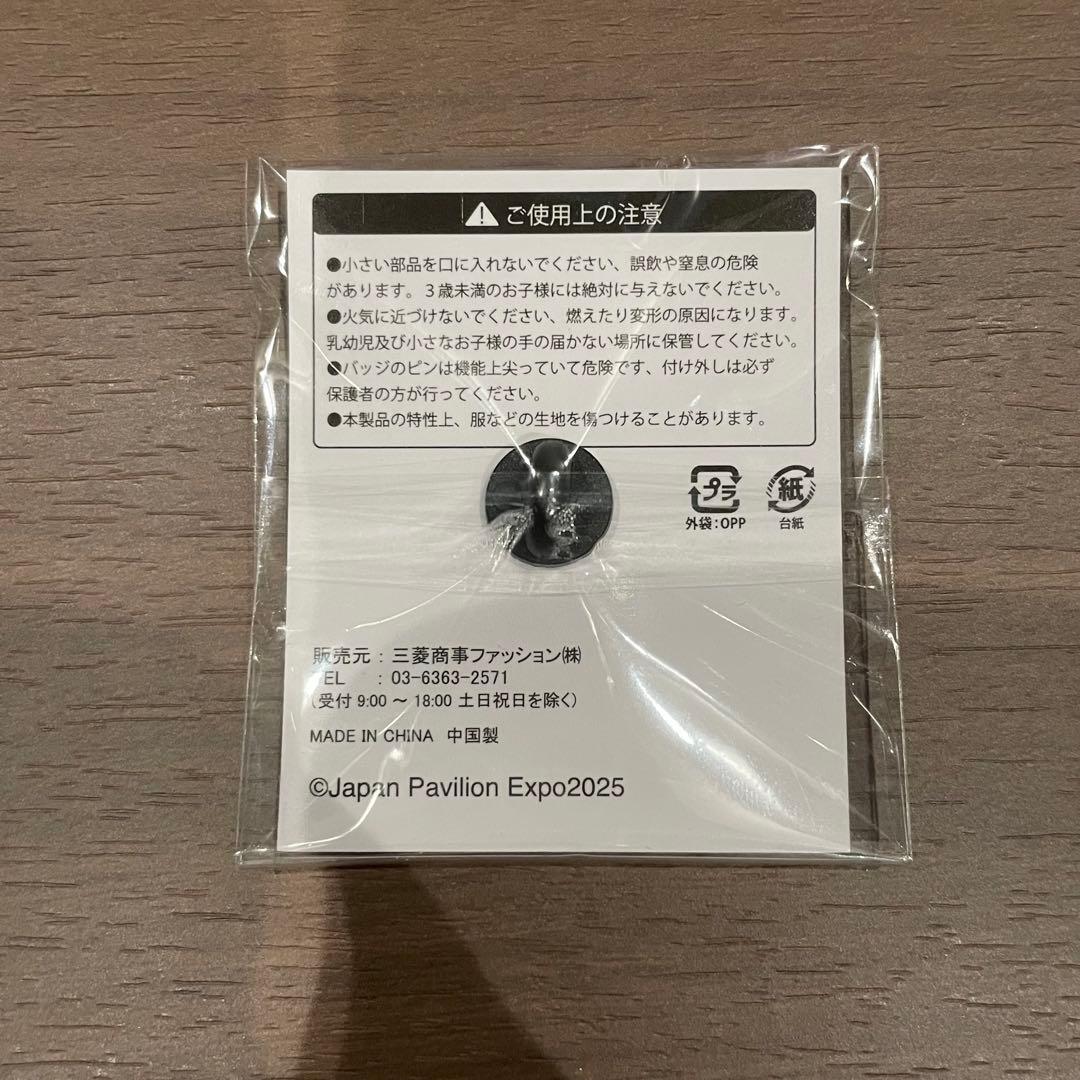 ご使用上の注意
●小さい部品を口に入れないでください、誤飲や窒息の危険
があります。３歳未満のお子様には絶対に与えないでください。
●火気に近づけないでください、燃えたり変形の原因になります。
乳幼児及び小さなお子様の手の届かない場所に保管してください。
●バッジのピンは機能上尖っていて危険です、付け外しは必ず
保護者の方が行ってください。
●本製品の特性上、服などの生地を傷つけることがあります。
プラ 紙
外袋：OPP 台紙
販売元 : 三菱商事ファッション㈱
TEL : 03-6363-2571
(受付 9:00 ～ 18:00 土日祝日を除く)
MADE IN CHINA 中国製
©Japan Pavilion Expo2025